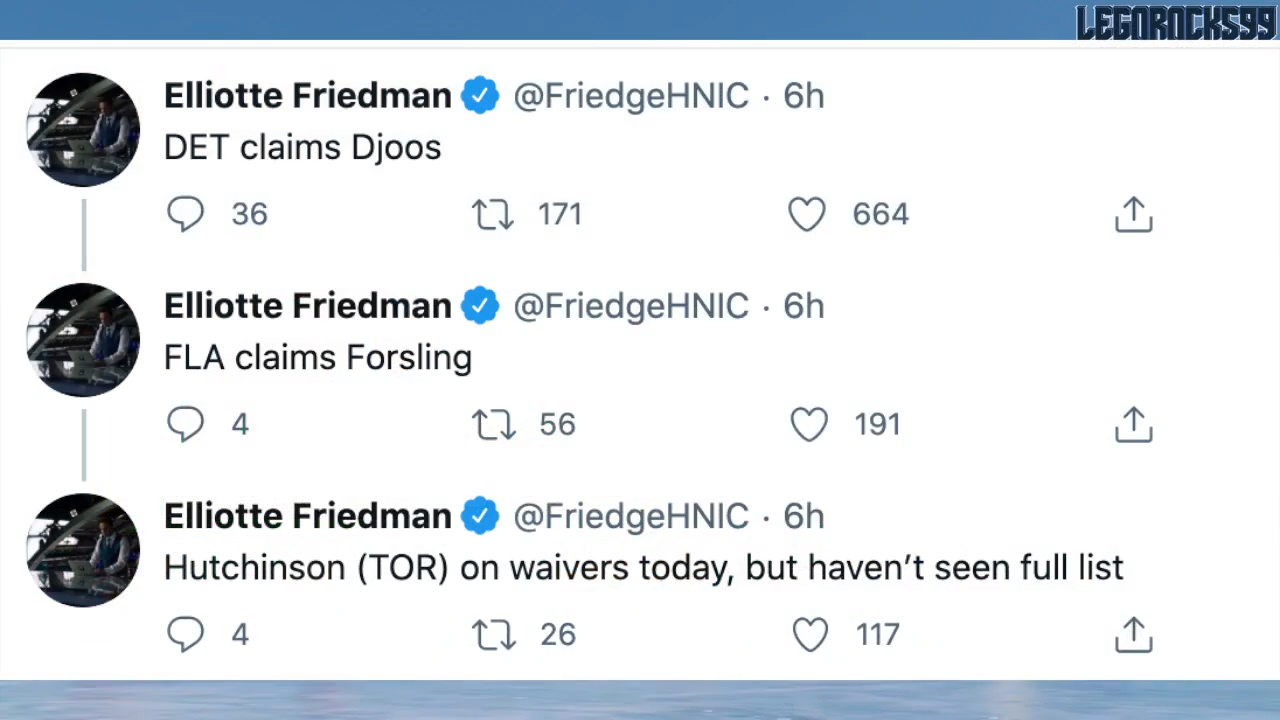 LEGOROCKS99
Elliotte Friedman @FriedgeHNIC · 6h
DET claims Djoos
36 171 664
Elliotte Friedman @FriedgeHNIC · 6h
FLA claims Forsling
4 56 191
Elliotte Friedman @FriedgeHNIC · 6h
Hutchinson (TOR) on waivers today, but haven’t seen full list
4 26 117